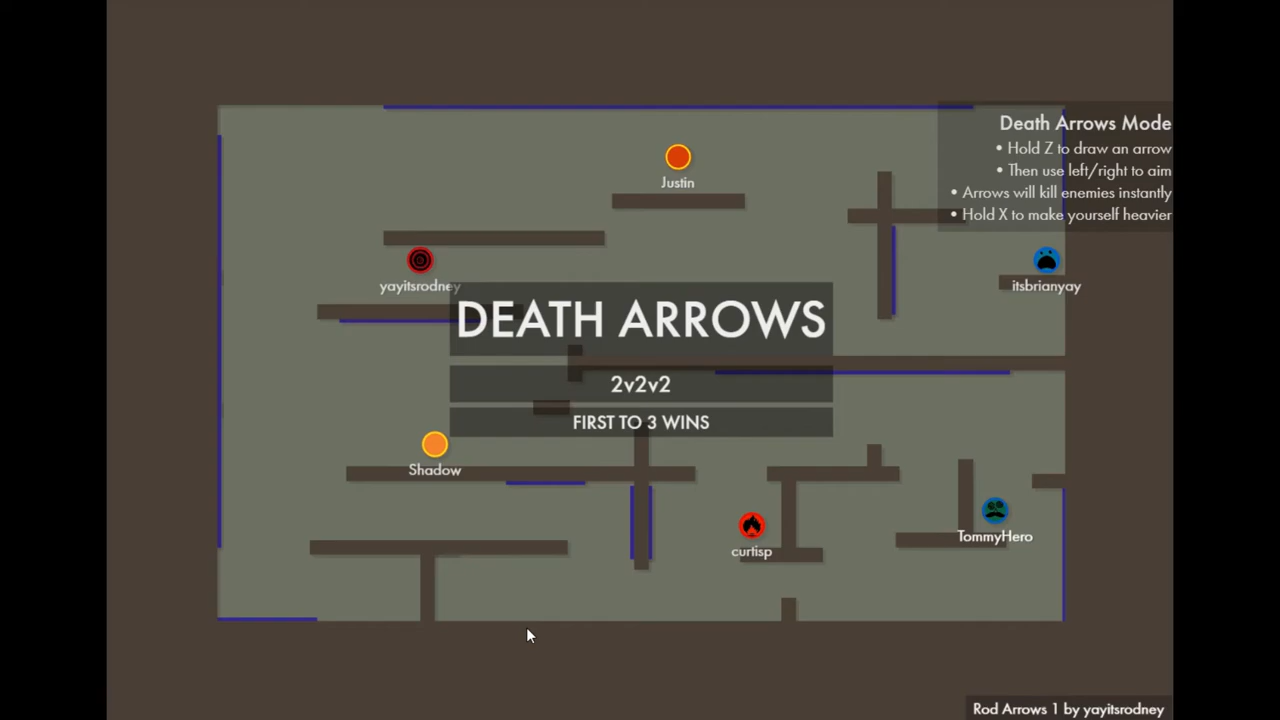 Death Arrows Mode
• Hold Z to draw an arrow
• Then use left/right to aim
• Arrows will kill enemies instantly
• Hold X to make yourself heavier
Justin
yayitsrodney
itsbrianyay
DEATH ARROWS
2v2v2
FIRST TO 3 WINS
Shadow
curtisp
TommyHero
Rod Arrows 1 by yayitsrodney